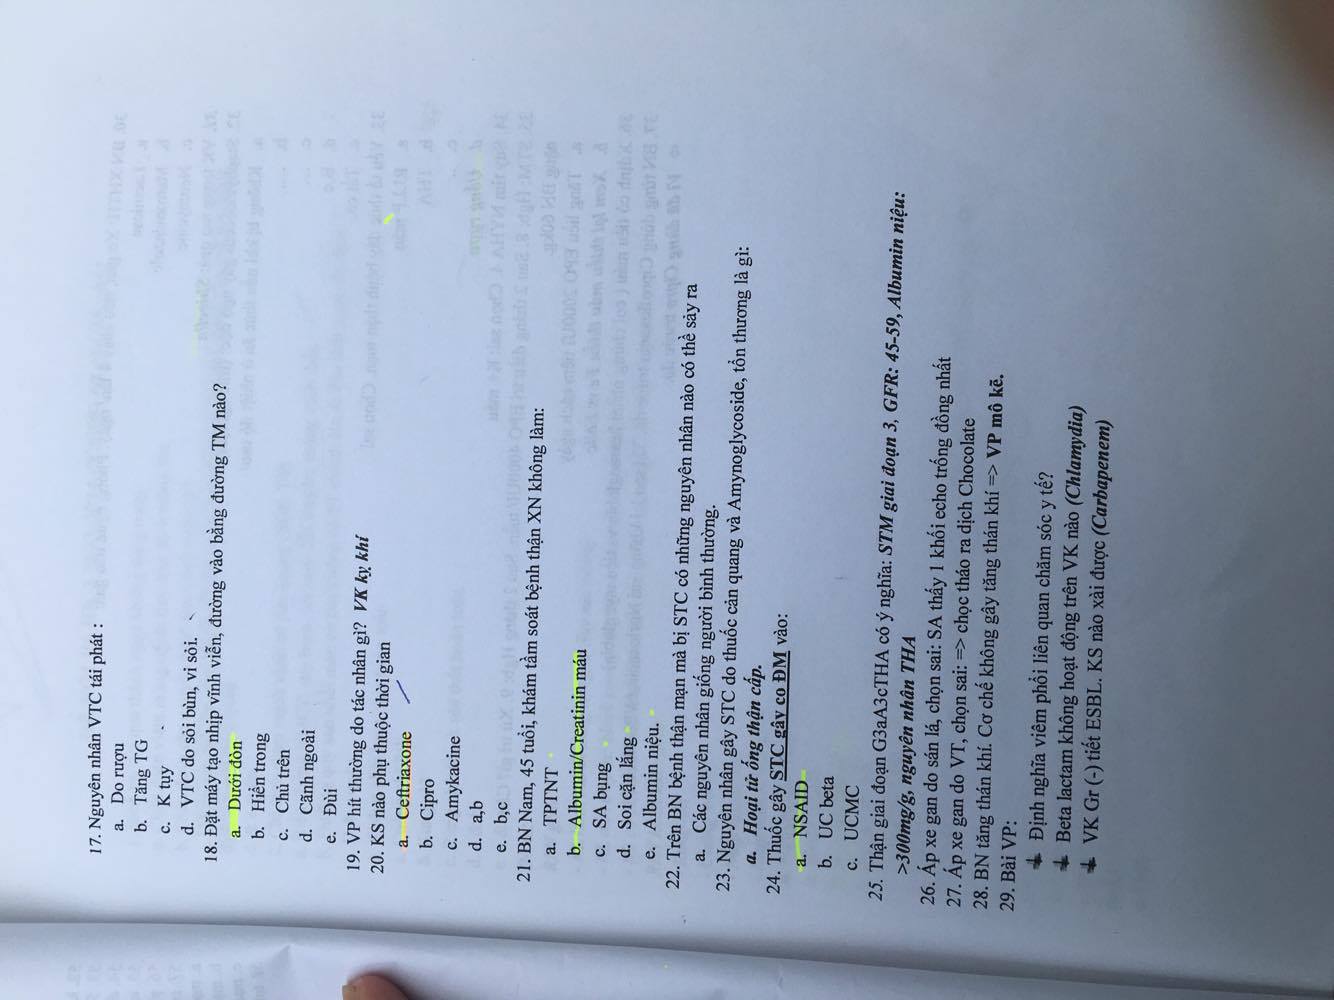 17. Nguyên nhân VTC tái phát :
a. Do rượu
b. Tăng TG
c. K tụy
d. VTC do sỏi bùn, vi sỏi.
18. Đặt máy tạo nhịp vĩnh viễn, đường vào bằng đường TM nào?
a. Dưới đòn
b. Hiển trong
c. Chủ trên
d. Cãnh ngoài
e. Đùi
19. VP hít thường do tác nhân gì? VK kỵ khí
20. KS nào phụ thuộc thời gian
a. Ceftriaxone
b. Cipro
c. Amykacine
d. a,b
e. b,c
21. BN Nam, 45 tuổi, khám tầm soát bệnh thận XN không làm:
a. TPTNT
b. Albumin/Creatinin máu
c. SA bụng
d. Soi cặn lắng
e. Albumin niệu.
22. Trên BN bệnh thận mạn mà bị STC có những nguyên nhân nào có thể sảy ra
a. Các nguyên nhân giống người bình thường.
23. Nguyên nhân gây STC do thuốc cản quang và Amynoglycoside, tổn thương là gì:
a. Hoại tử ống thận cấp.
24. Thuốc gây STC gây co ĐM vào:
a. NSAID
b. UC beta
c. UCMC
25. Thận giai đoạn G3aA3cTHA có ý nghĩa: STM giai đoạn 3, GFR: 45-59, Albumin niệu:
>300mg/g, nguyên nhân THA
26. Áp xe gan do sán lá, chọn sai: SA thấy 1 khối echo trống đồng nhất
27. Áp xe gan do VT, chọn sai: => chọc tháo ra dịch Chocolate
28. BN tăng thán khí. Cơ chế không gây tăng thán khí => VP mô kẽ.
29. Bài VP:
Định nghĩa viêm phổi liên quan chăm sóc y tế?
Beta lactam không hoạt động trên VK nào (Chlamydia)
VK Gr (-) tiết ESBL. KS nào xài được (Carbapenem)